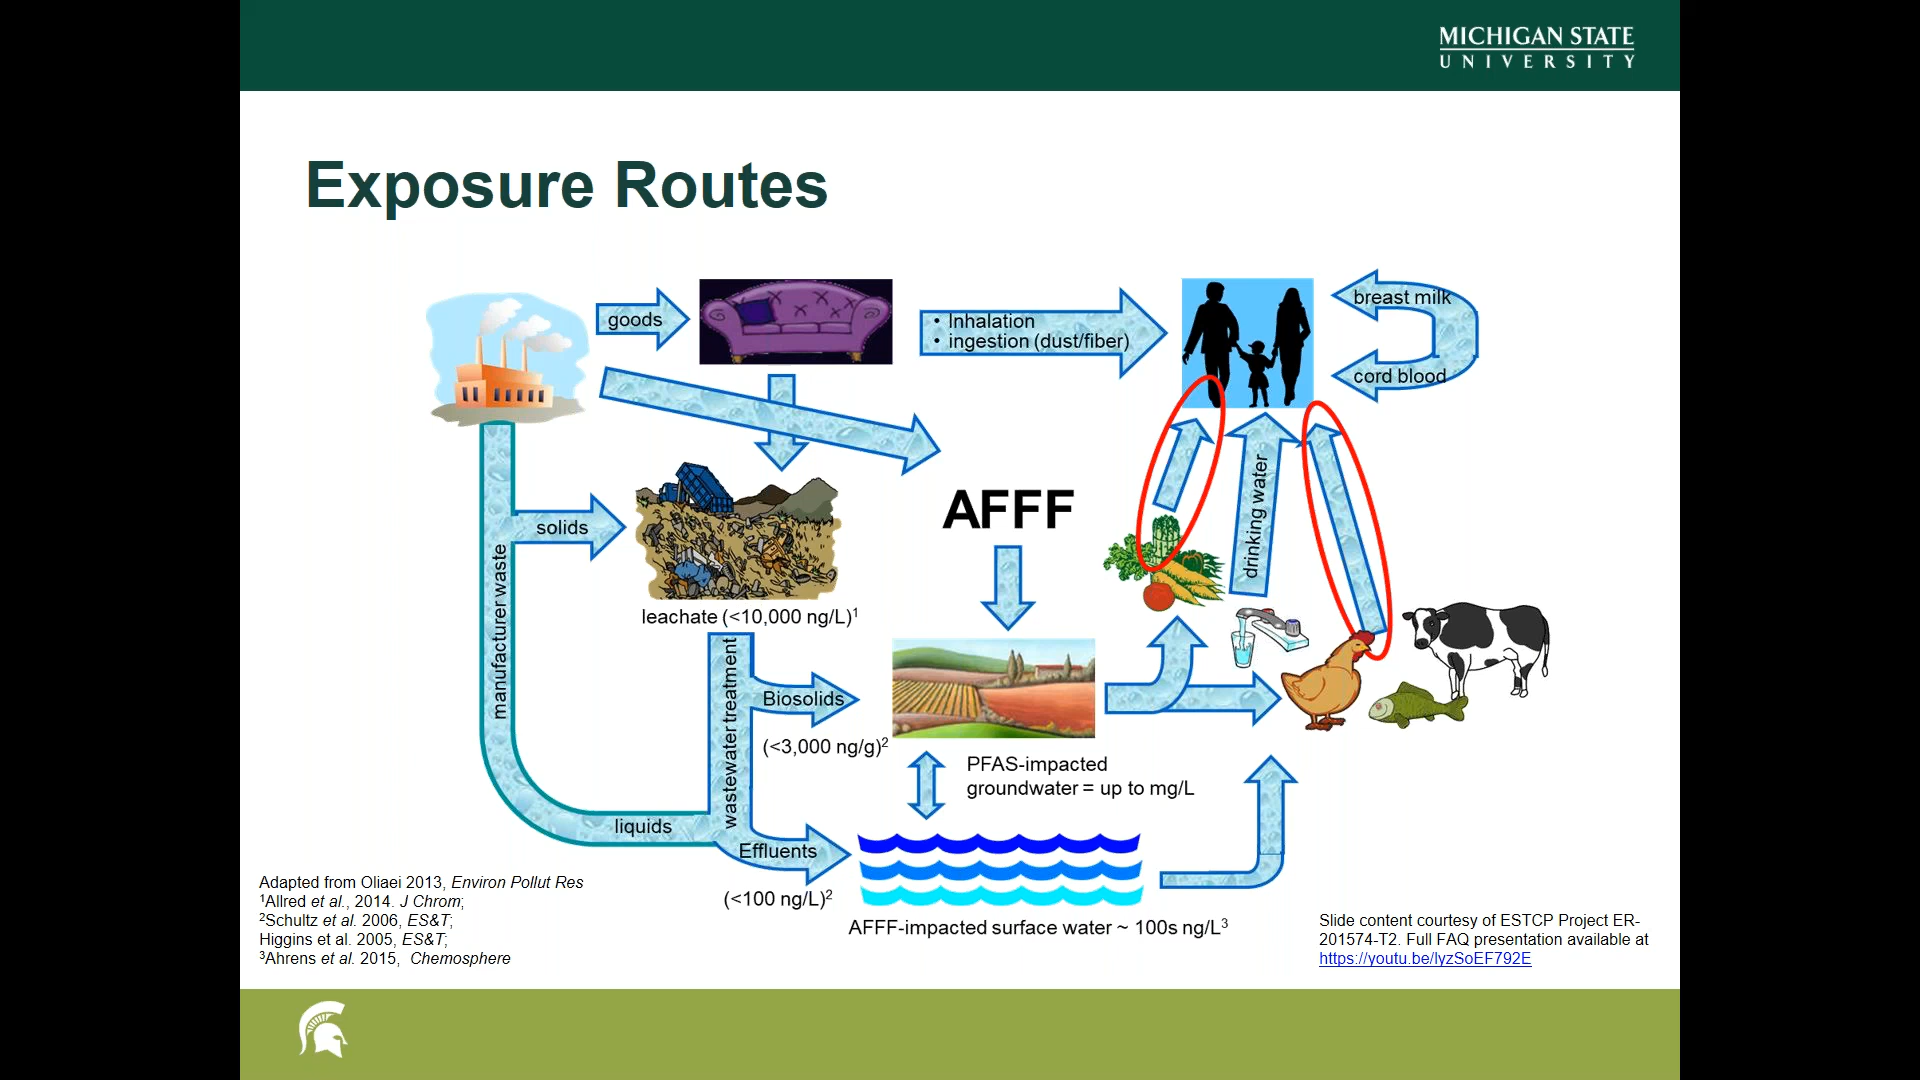 MICHIGAN STATE
UNIVERSITY
Exposure Routes
goods
• Inhalation
• ingestion (dust/fiber)
breast milk
cord blood
AFFF
solids
manufacturer waste
leachate (<10,000 ng/L)1
drinking water
wastewater treatment
Biosolids
(<3,000 ng/g)2
PFAS-impacted
groundwater = up to mg/L
liquids
Effluents
(<100 ng/L)2
AFFF-impacted surface water ~ 100s ng/L3
Adapted from Oliaei 2013, Environ Pollut Res
1Allred et al., 2014. J Chrom;
2Schultz et al. 2006, ES&T;
Higgins et al. 2005, ES&T;
3Ahrens et al. 2015, Chemosphere
Slide content courtesy of ESTCP Project ER-
201574-T2. Full FAQ presentation available at
https://youtu.be/lyzSoEF792E